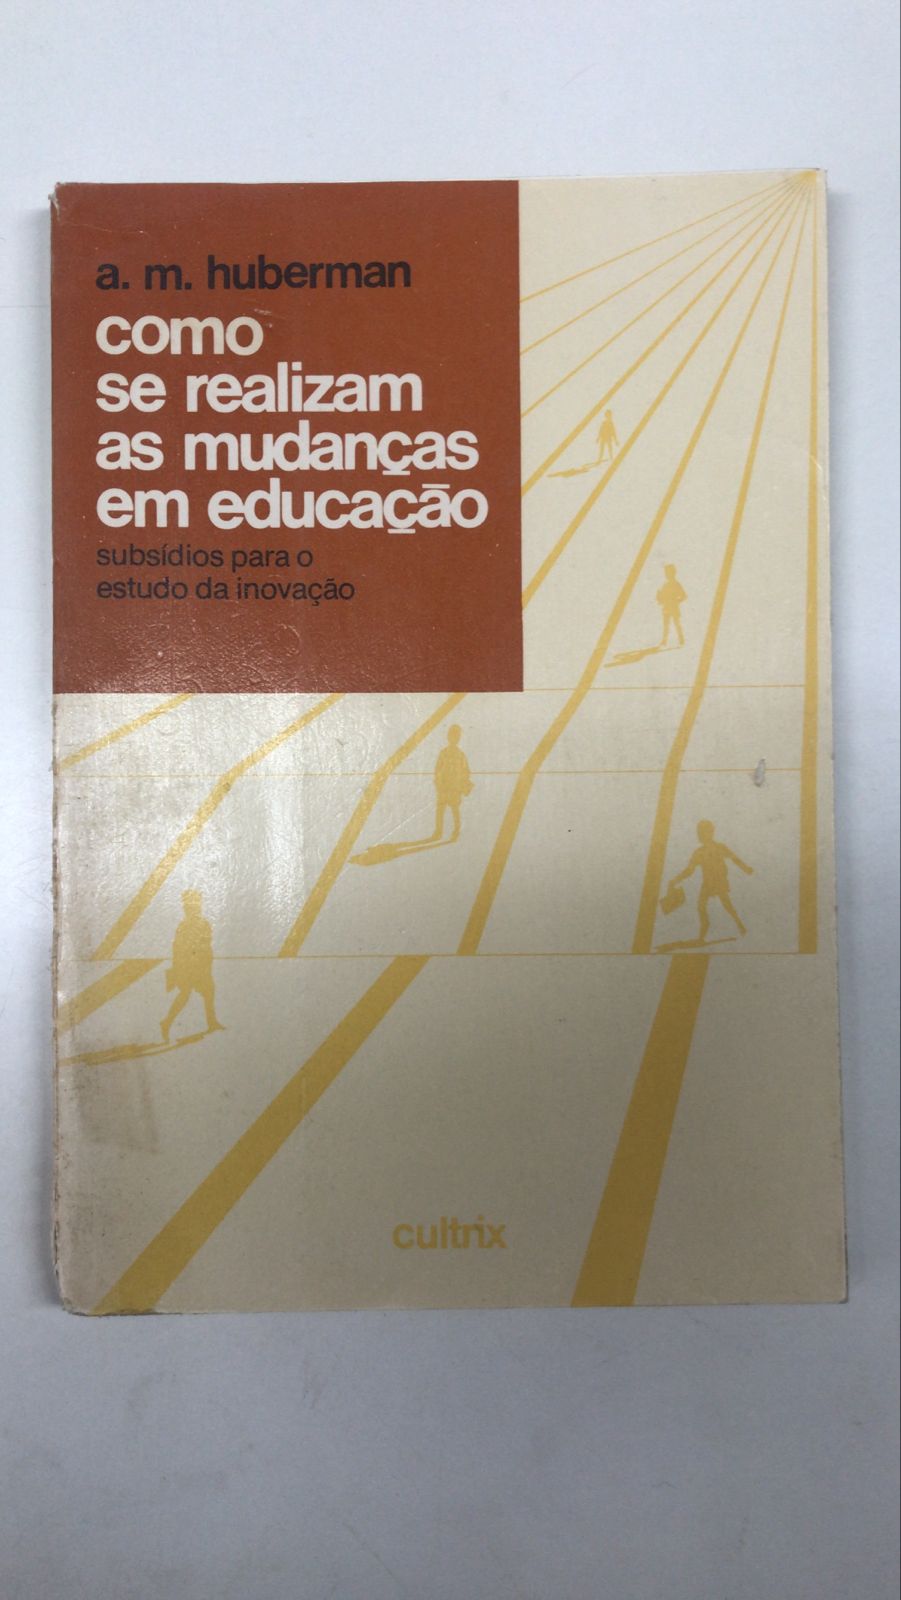 a. m. huberman
como
se realizam
as mudanças
em educação
subsídios para o
estudo da inovação
cultrix